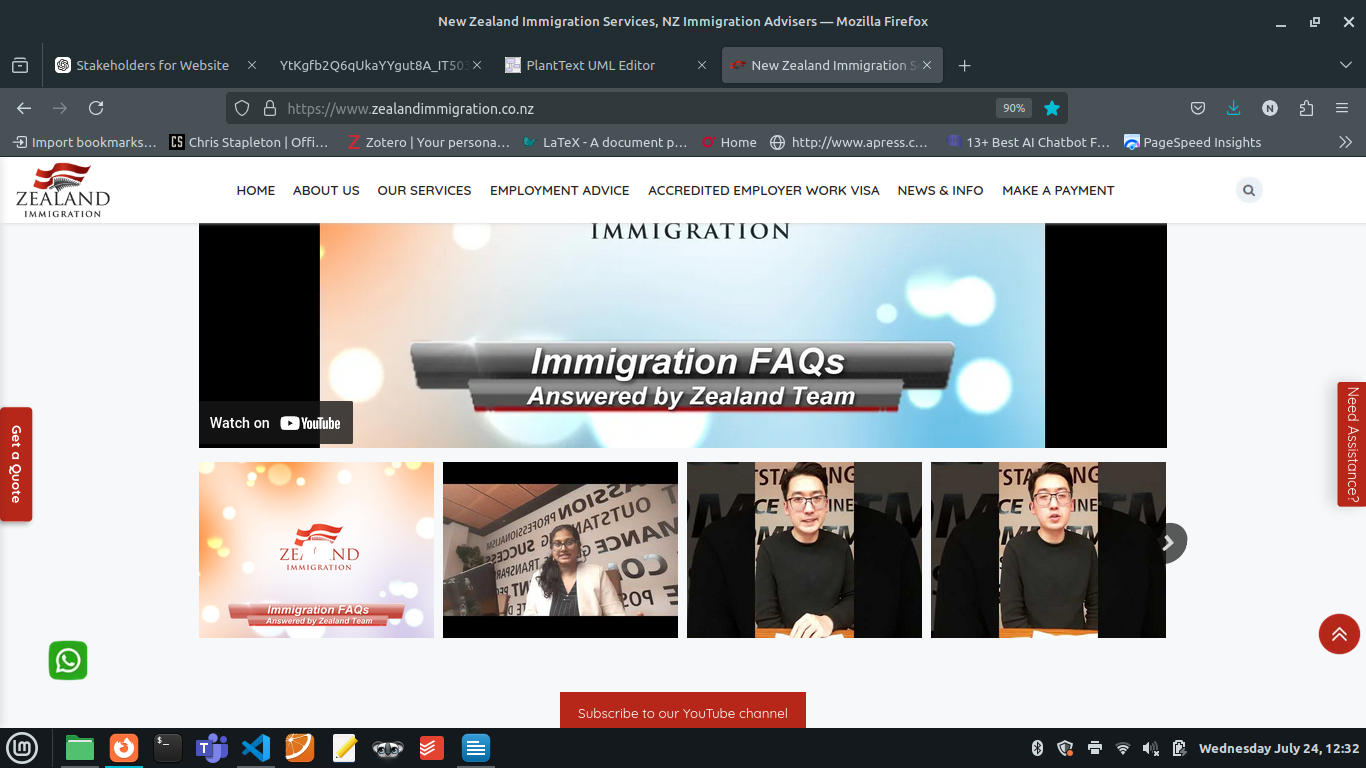 New Zealand Immigration Services, NZ Immigration Advisers — Mozilla Firefox
Stakeholders for Website
YtKgfb2Q6qUkaYYgut8A_IT503
PlantText UML Editor
New Zealand Immigration S
https://www.zealandimmigration.co.nz
90%
N
Import bookmarks…
CS
Chris Stapleton | Offi…
Z
Zotero | Your persona…
LaTeX - A document p…
Home
http://www.apress.c…
13+ Best AI Chatbot F…
PageSpeed Insights
ZEALAND
IMMIGRATION
HOME
ABOUT US
OUR SERVICES
EMPLOYMENT ADVICE
ACCREDITED EMPLOYER WORK VISA
NEWS & INFO
MAKE A PAYMENT
IMMIGRATION
Immigration FAQs
Answered by Zealand Team
Watch on YouTube
Get a Quote
Need Assistance?
IMMIGRATION
Immigration FAQs
Answered by Zealand Team
PASSION PROFESSIONALISM
Subscribe to our YouTube channel
Wednesday July 24, 12:32